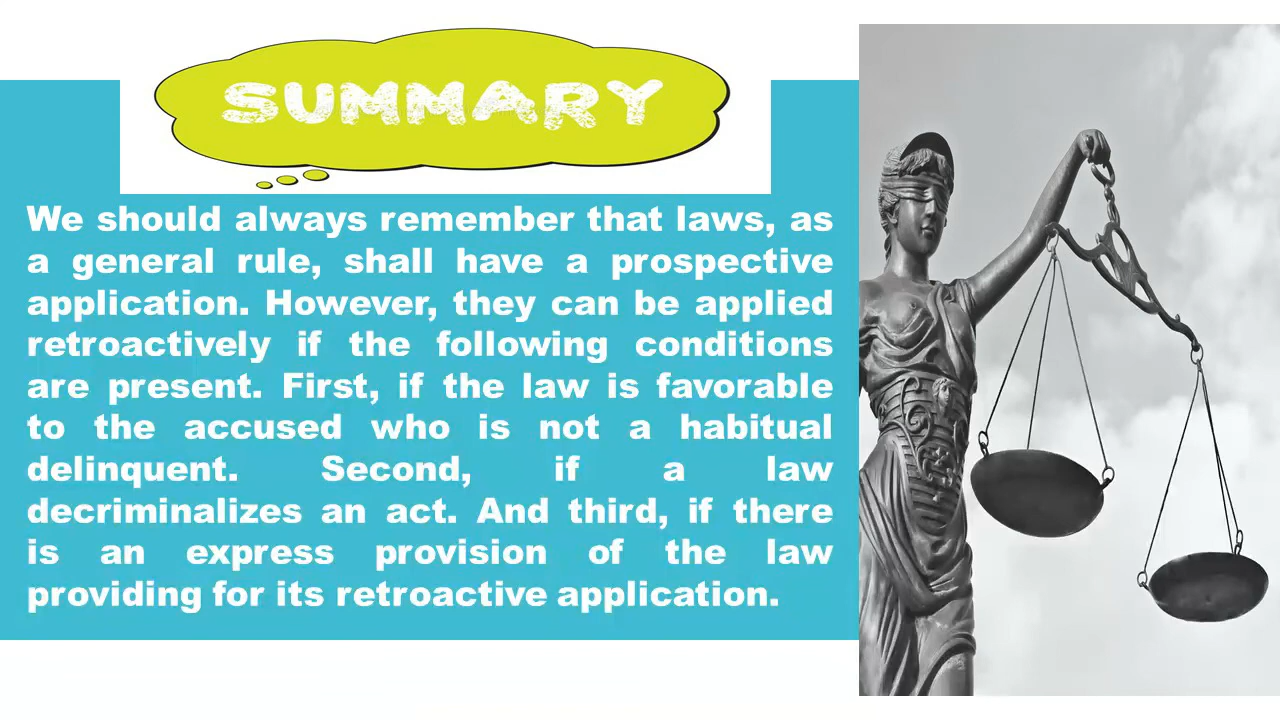 SUMMARY
We should always remember that laws, as
a general rule, shall have a prospective
application. However, they can be applied
retroactively if the following conditions
are present. First, if the law is favorable
to the accused who is not a habitual
delinquent. Second, if a law
decriminalizes an act. And third, if there
is an express provision of the law
providing for its retroactive application.